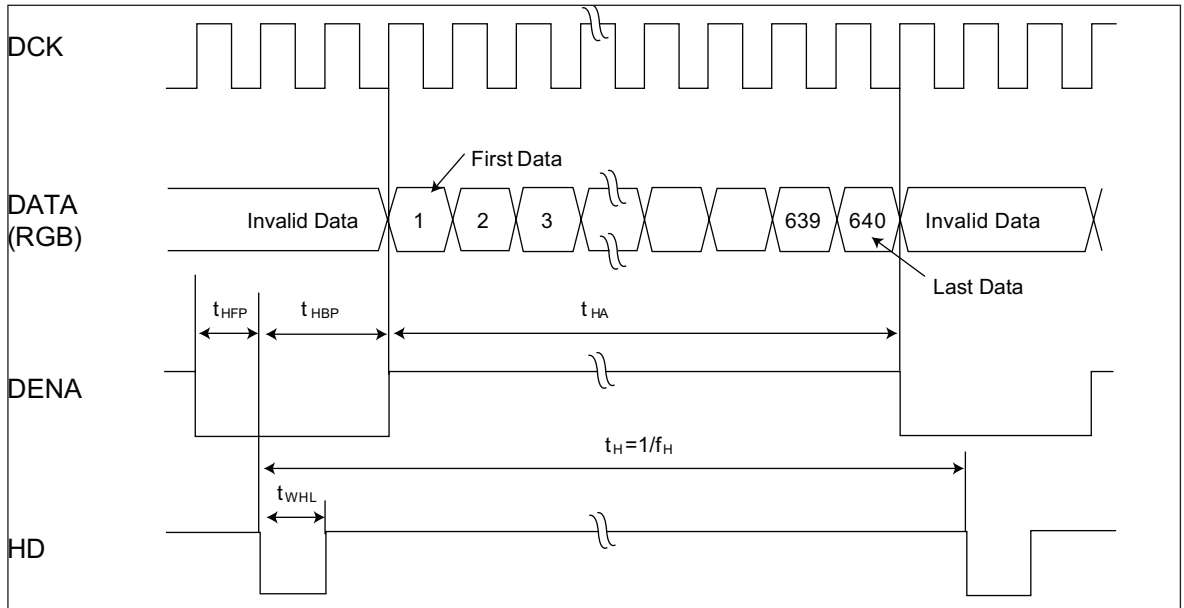 DCK
First Data
DATA
(RGB)
Invalid Data
1
2
3
639
640
Invalid Data
Last Data
tHFP
tHBP
tHA
DENA
tH=1/fH
tWHL
HD